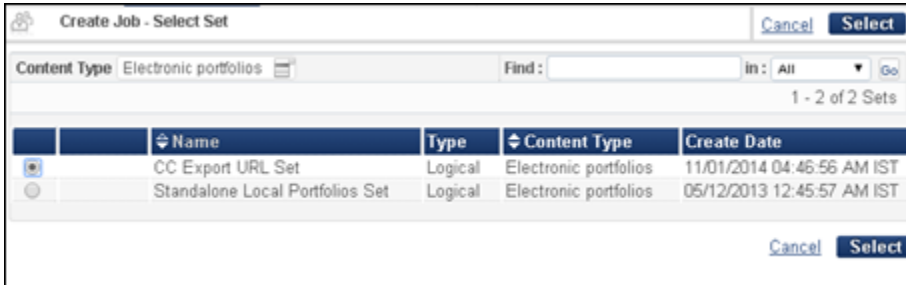 Create Job - Select Set
Cancel Select
Content Type Electronic portfolios Find : in : All Go
1 - 2 of 2 Sets
Name Type Content Type Create Date
CC Export URL Set Logical Electronic portfolios 11/01/2014 04:46:56 AM IST
Standalone Local Portfolios Set Logical Electronic portfolios 05/12/2013 12:45:57 AM IST
Cancel Select